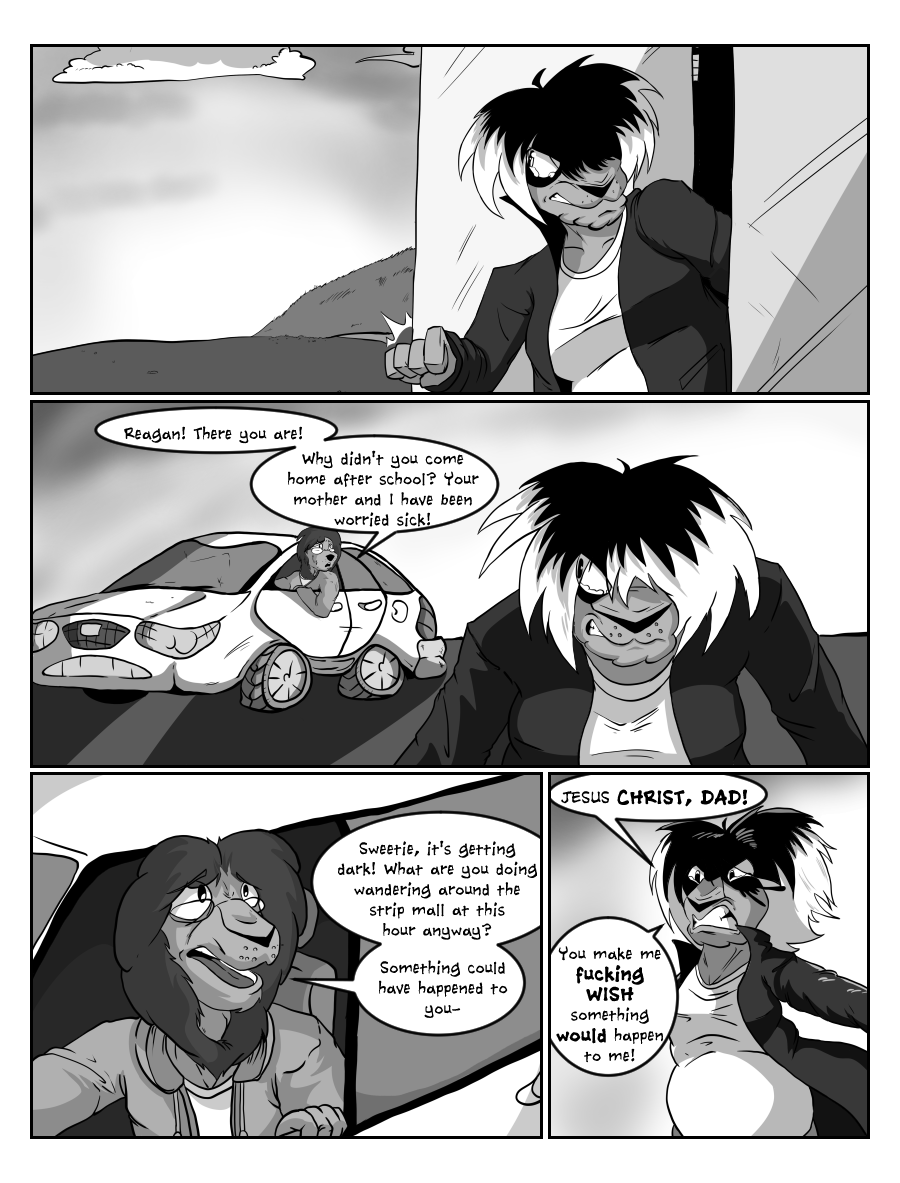 Reagan! There you are!
Why didn't you come
home after school? Your
mother and I have been
worried sick!
Sweetie, it's getting
dark! What are you doing
wandering around the
strip mall at this
hour anyway?
Something could
have happened to
you-
JESUS CHRIST, DAD!
You make me
fucking
WISH
something
would happen
to me!